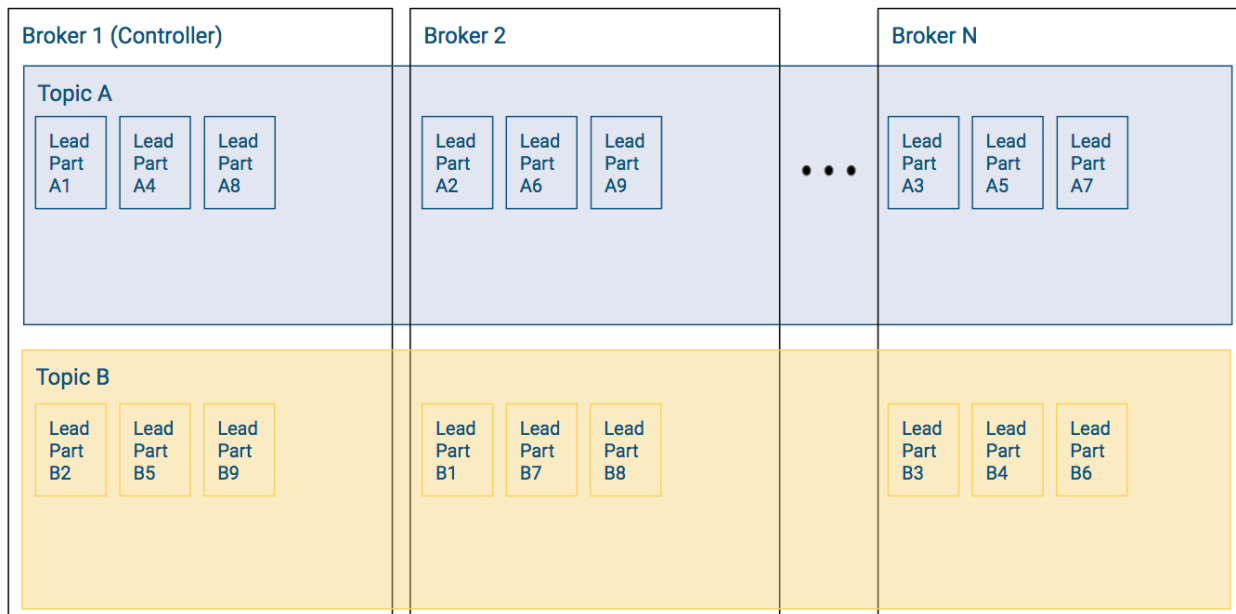 Broker 1 (Controller)
Broker 2
Broker N
Topic A
Lead
Part
A1
Lead
Part
A4
Lead
Part
A8
Lead
Part
A2
Lead
Part
A6
Lead
Part
A9
Lead
Part
A3
Lead
Part
A5
Lead
Part
A7
Topic B
Lead
Part
B2
Lead
Part
B5
Lead
Part
B9
Lead
Part
B1
Lead
Part
B7
Lead
Part
B8
Lead
Part
B3
Lead
Part
B4
Lead
Part
B6